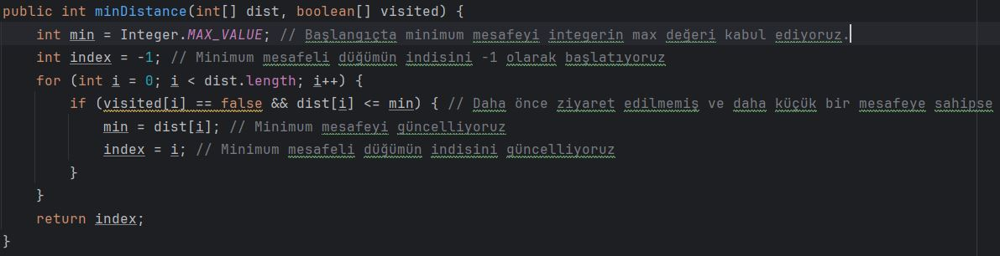 public int minDistance(int[] dist, boolean[] visited) {
    int min = Integer.MAX_VALUE; // Başlangıçta minimum mesafeyi integerin max değeri kabul ediyoruz.
    int index = -1; // Minimum mesafeli düğümün indisini -1 olarak başlatıyoruz
    for (int i = 0; i < dist.length; i++) {
        if (visited[i] == false && dist[i] <= min) { // Daha önce ziyaret edilmemiş ve daha küçük bir mesafeye sahipse
            min = dist[i]; // Minimum mesafeyi güncelliyoruz
            index = i; // Minimum mesafeli düğümün indisini güncelliyoruz
        }
    }
    return index;
}